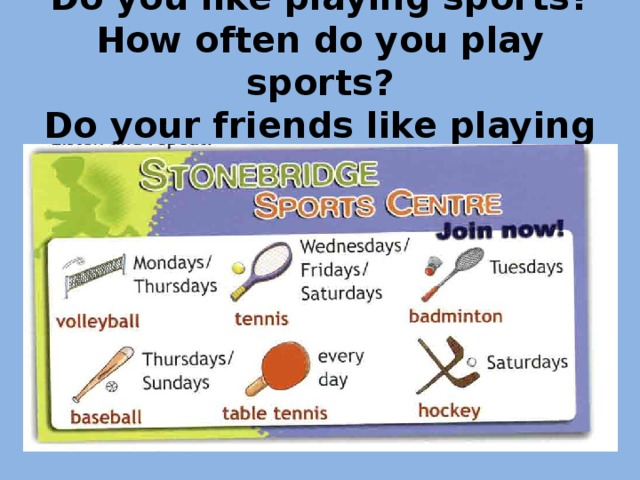 Do you like playing sports?
How often do you play
sports?
Do your friends like playing
STONEBRIDGE
SPORTS CENTRE
Join now!
Mondays/
Thursdays
volleyball
Wednesdays/
Fridays/
Saturdays
tennis
Tuesdays
badminton
Thursdays/
Sundays
baseball
every
day
table tennis
Saturdays
hockey